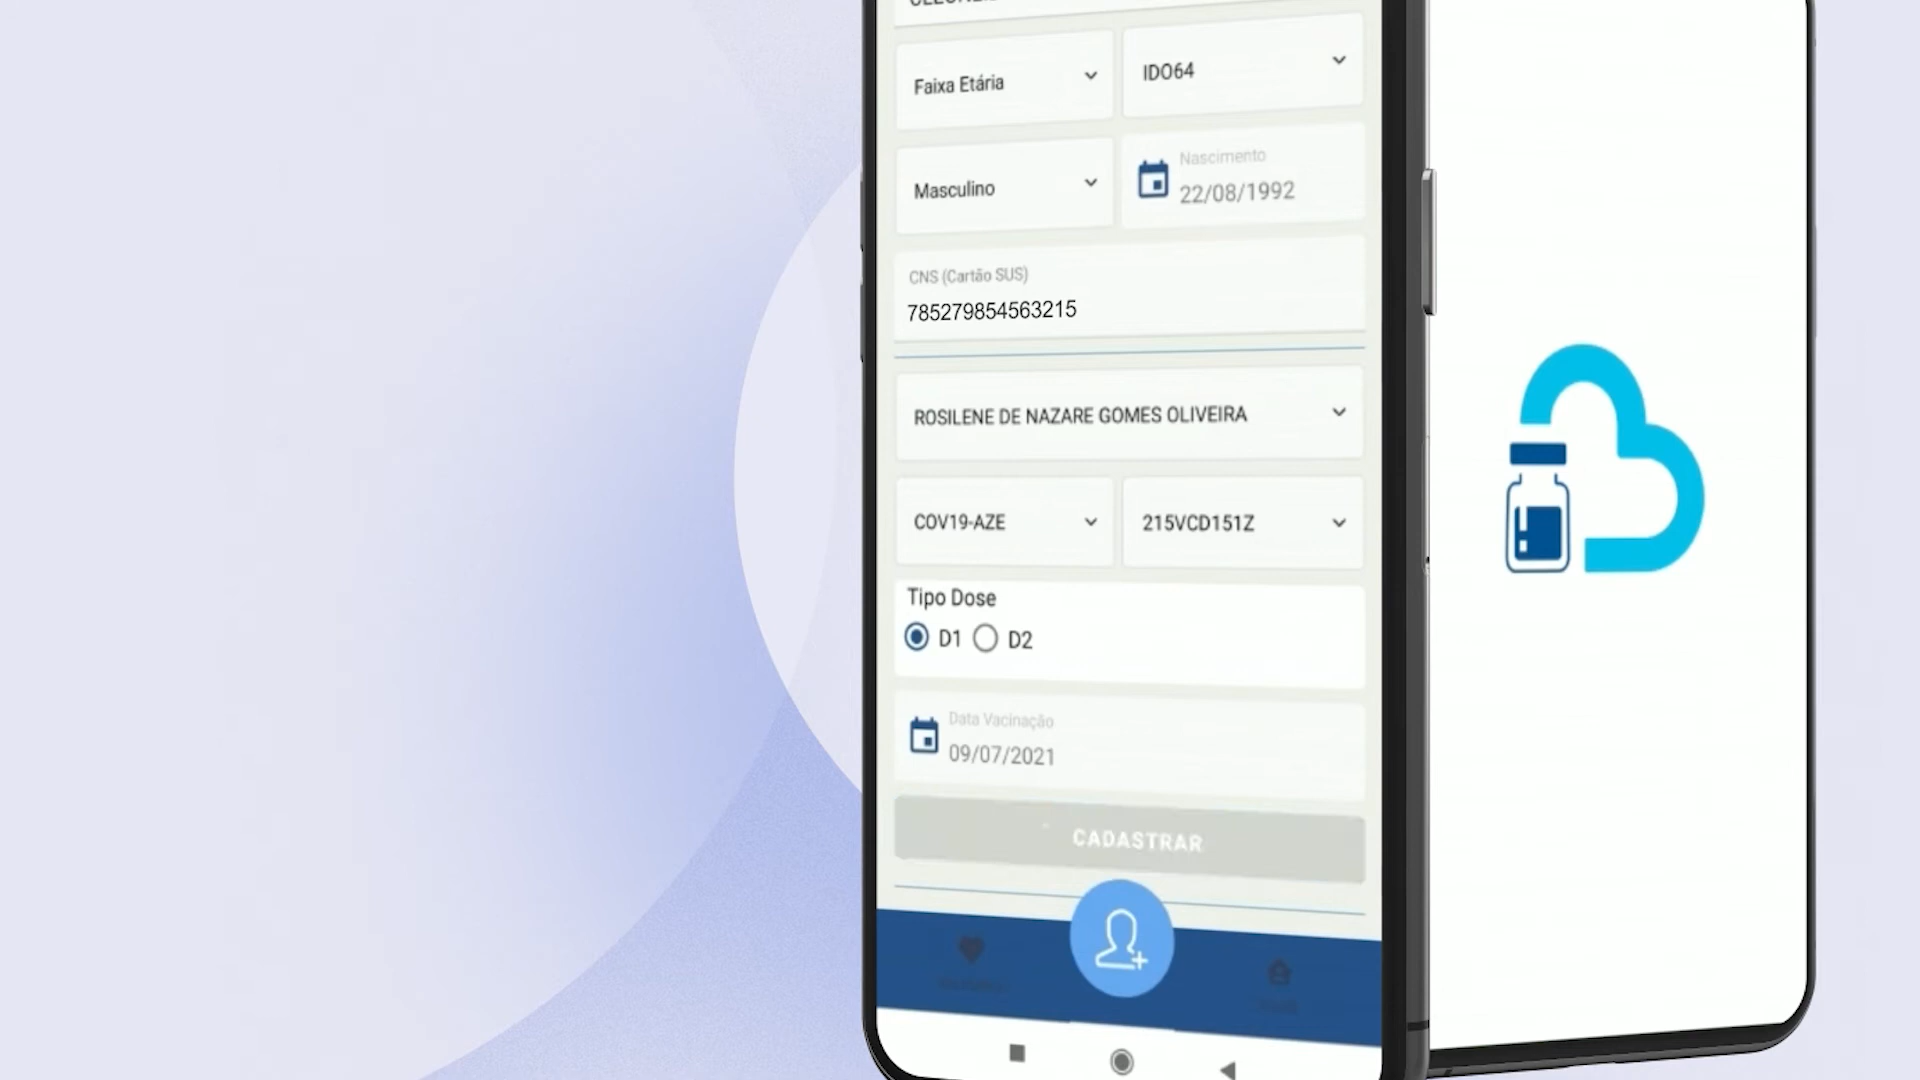 Faixa Etária
IDO64
Masculino
Nascimento
22/08/1992
CNS (Cartão SUS)
785279854563215
ROSILENE DE NAZARE GOMES OLIVEIRA
COV19-AZE
215VCD151Z
Tipo Dose
D1
D2
Data Vacinação
09/07/2021
CADASTRAR